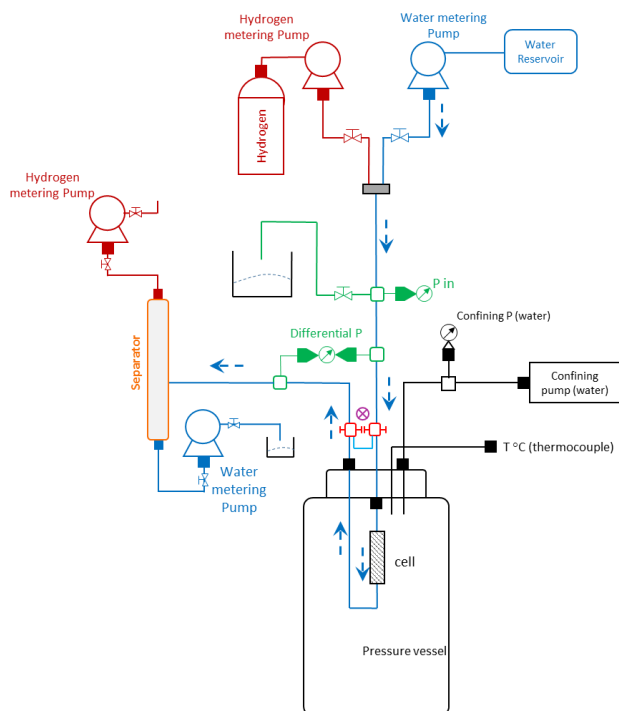 Hydrogen
metering Pump
Water metering
Pump
Water
Reservoir
Hydrogen
Hydrogen
metering Pump
P in
Differential P
Confining P (water)
Confining
pump (water)
Separator
T °C (thermocouple)
Water
metering
Pump
cell
Pressure vessel